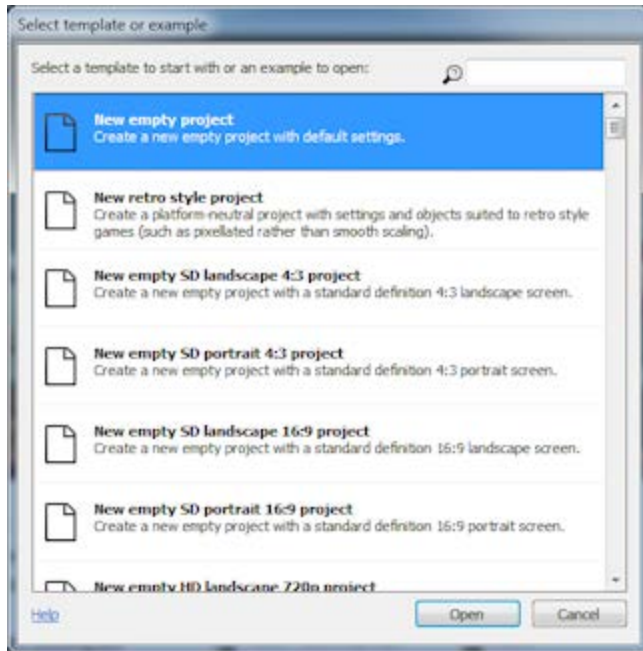 Select template or example
Select a template to start with or an example to open:
New empty project
Create a new empty project with default settings.
New retro style project
Create a platform-neutral project with settings and objects suited to retro style
games (such as pixellated rather than smooth scaling).
New empty SD landscape 4:3 project
Create a new empty project with a standard definition 4:3 landscape screen.
New empty SD portrait 4:3 project
Create a new empty project with a standard definition 4:3 portrait screen.
New empty SD landscape 16:9 project
Create a new empty project with a standard definition 16:9 landscape screen.
New empty SD portrait 16:9 project
Create a new empty project with a standard definition 16:9 portrait screen.
New empty HD landscape 720p project
Help
Open
Cancel